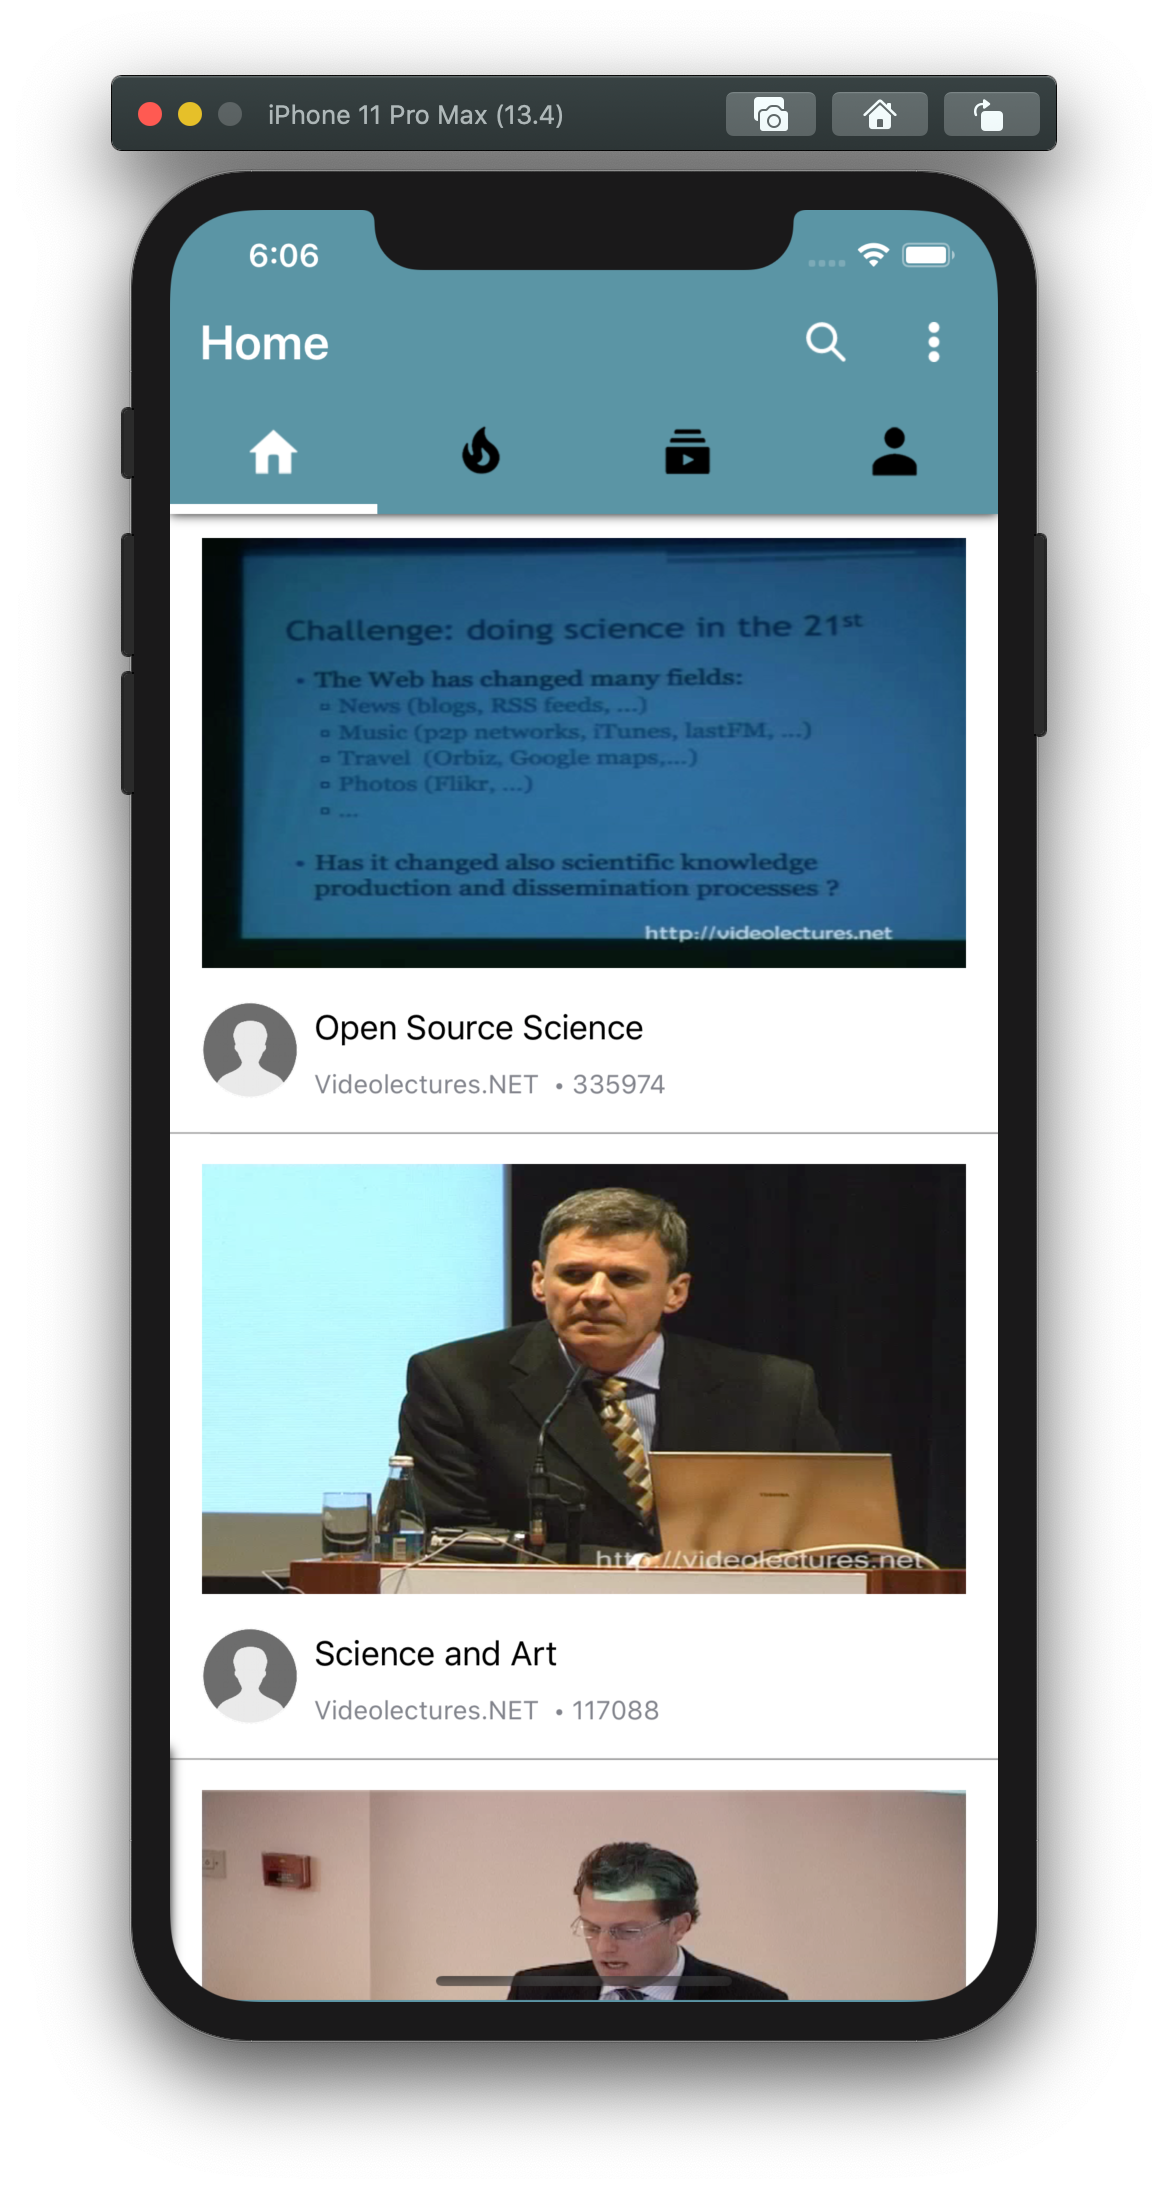 iPhone 11 Pro Max (13.4)
6:06
Home
Challenge: doing science in the 21st
• The Web has changed many fields:
▫ News (blogs, RSS feeds, ...)
▫ Music (p2p networks, iTunes, lastFM, ...)
▫ Travel (Orbiz, Google maps,...)
▫ Photos (Flikr, ...)
▫ ...
• Has it changed also scientific knowledge
production and dissemination processes ?
http://videolectures.net
Open Source Science
Videolectures.NET • 335974
TOSHIBA
http://videolectures.net
Science and Art
Videolectures.NET • 117088